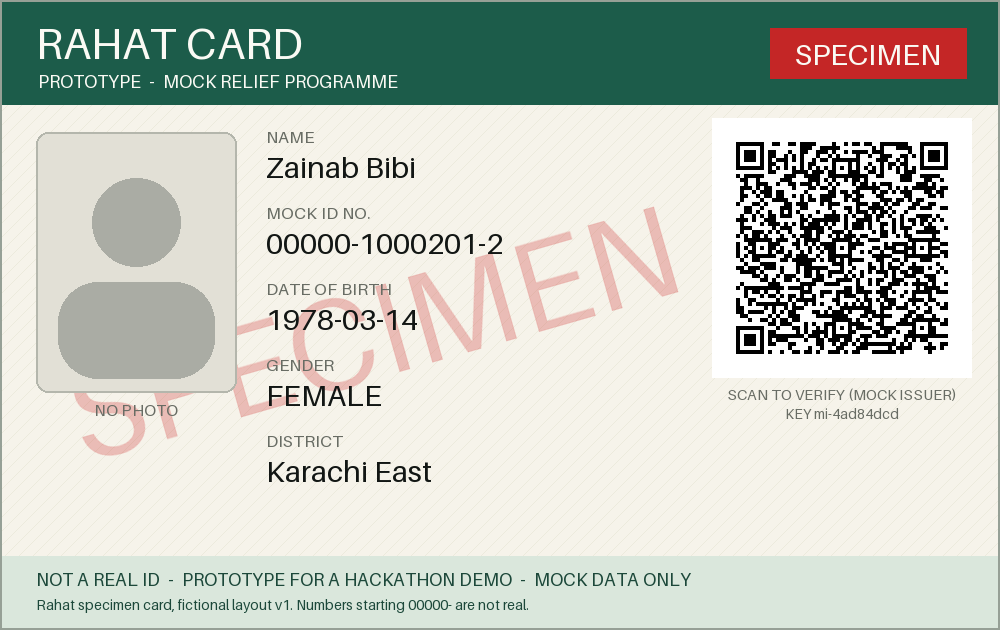 RAHAT CARD
PROTOTYPE - MOCK RELIEF PROGRAMME
SPECIMEN
NAME
Zainab Bibi
MOCK ID NO.
00000-1000201-2
DATE OF BIRTH
1978-03-14
GENDER
FEMALE
DISTRICT
Karachi East
SPECIMEN
NO PHOTO
SCAN TO VERIFY (MOCK ISSUER)
KEY mi-4ad84dcd
NOT A REAL ID - PROTOTYPE FOR A HACKATHON DEMO - MOCK DATA ONLY
Rahat specimen card, fictional layout v1. Numbers starting 00000- are not real.